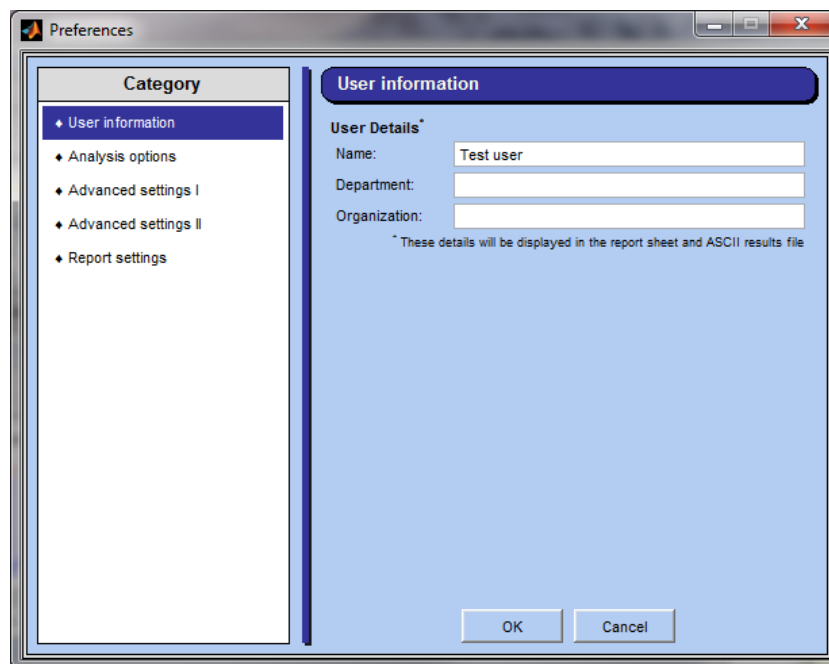 Preferences
Category
♦ User information
♦ Analysis options
♦ Advanced settings I
♦ Advanced settings II
♦ Report settings
User information
User Details*
Name: Test user
Department:
Organization:
* These details will be displayed in the report sheet and ASCII results file
OK Cancel